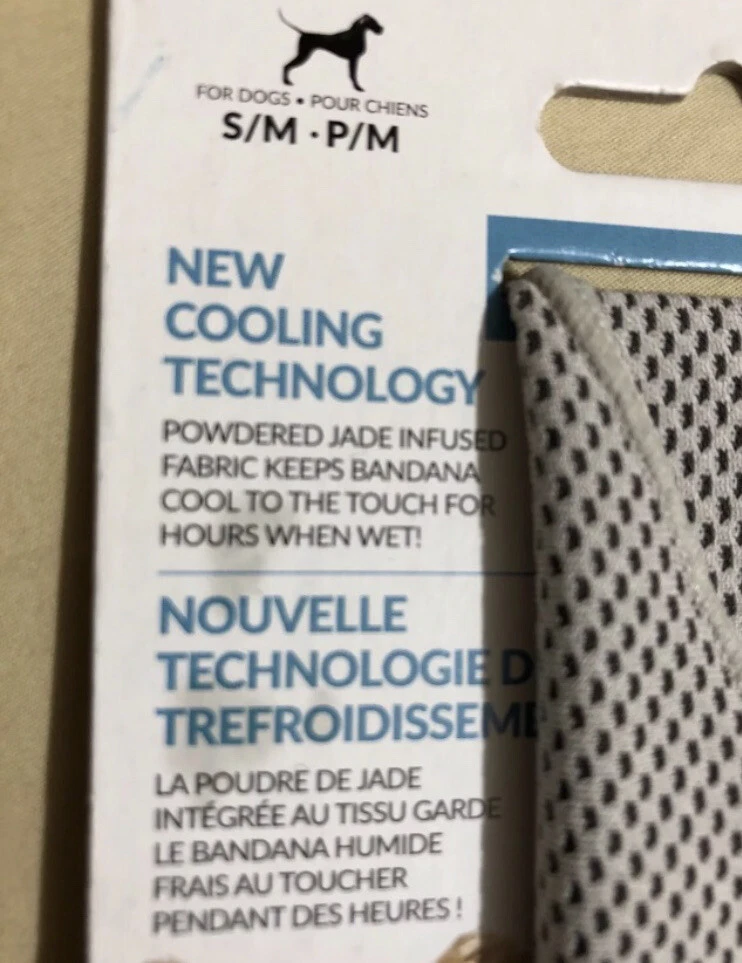 FOR DOGS • POUR CHIENS
S/M · P/M
NEW
COOLING
TECHNOLOGY
POWDERED JADE INFUSED
FABRIC KEEPS BANDANA
COOL TO THE TOUCH FOR
HOURS WHEN WET!
NOUVELLE
TECHNOLOGIE D
TREFROIDISSEME
LA POUDRE DE JADE
INTÉGRÉE AU TISSU GARDE
LE BANDANA HUMIDE
FRAIS AU TOUCHER
PENDANT DES HEURES !